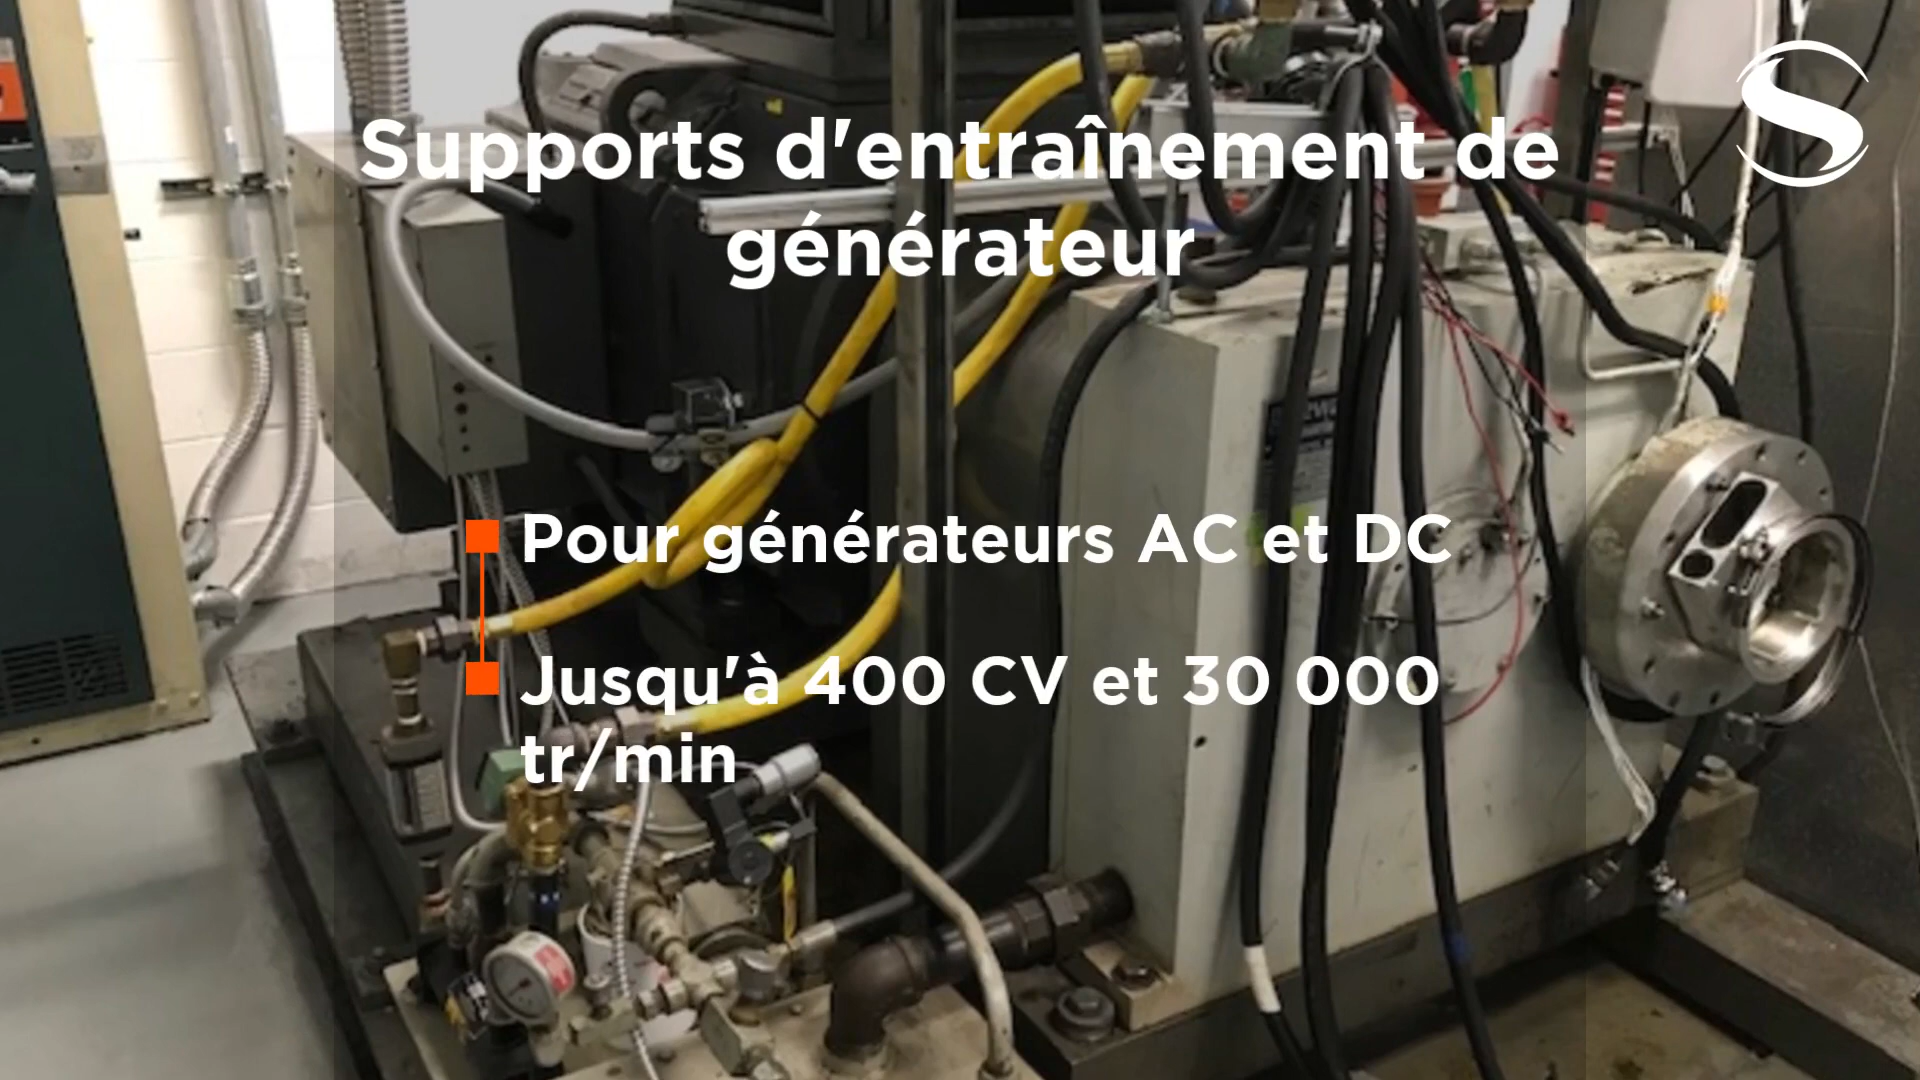 Supports d'entraînement de
générateur
Pour générateurs AC et DC
Jusqu'à 400 CV et 30 000
tr/min